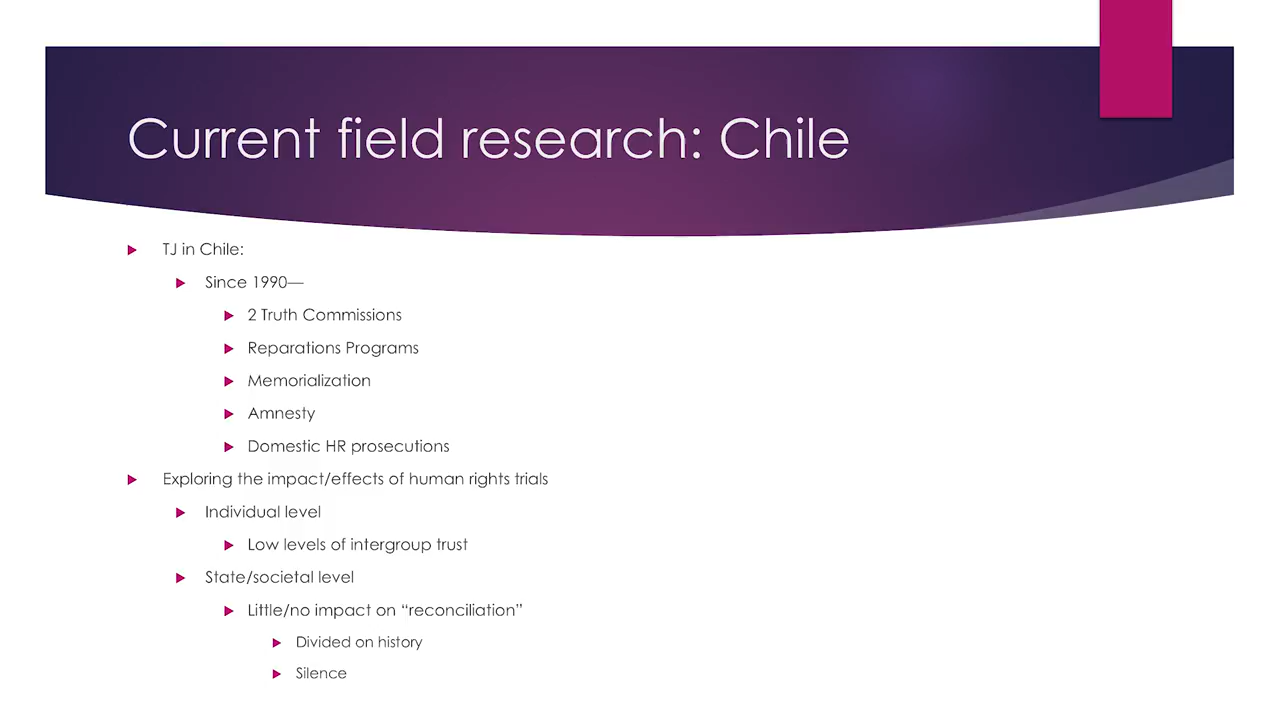 Current field research: Chile
TJ in Chile:
Since 1990—
2 Truth Commissions
Reparations Programs
Memorialization
Amnesty
Domestic HR prosecutions
Exploring the impact/effects of human rights trials
Individual level
Low levels of intergroup trust
State/societal level
Little/no impact on “reconciliation”
Divided on history
Silence